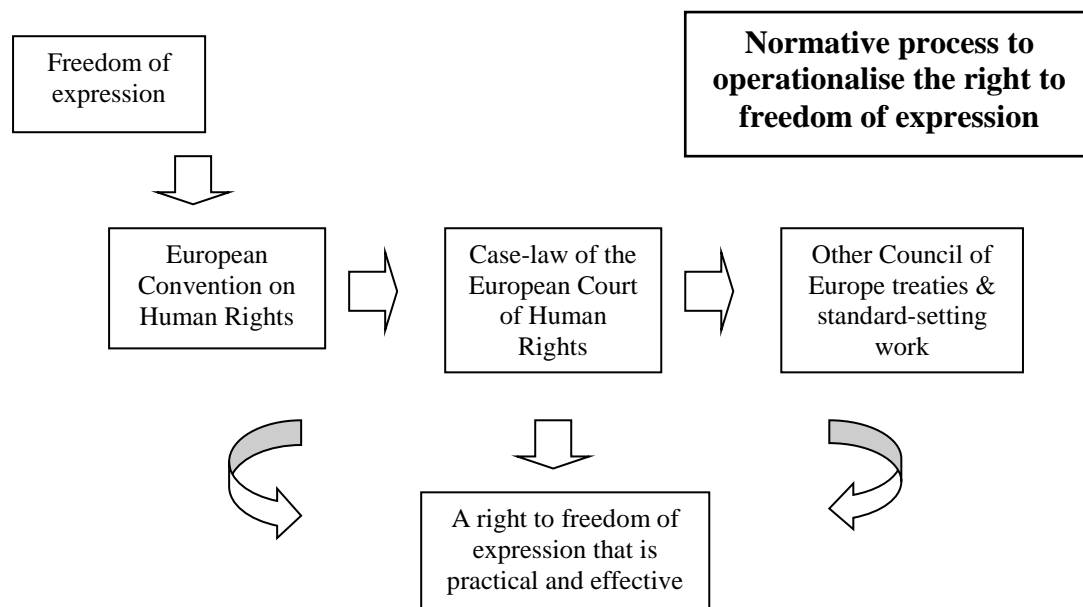 Freedom of
expression
Normative process to
operationalise the right to
freedom of expression
European
Convention on
Human Rights
Case-law of the
European Court
of Human
Rights
Other Council of
Europe treaties &
standard-setting
work
A right to freedom of
expression that is
practical and effective